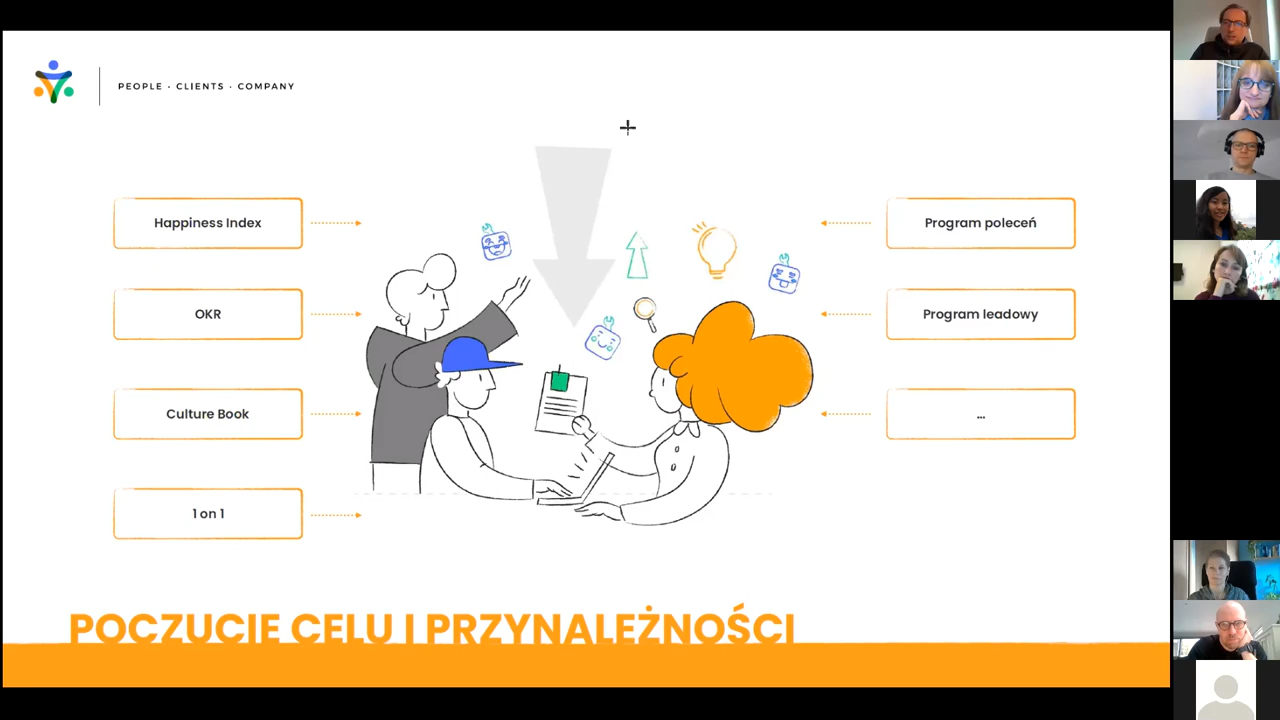 PEOPLE · CLIENTS · COMPANY
Happiness Index
OKR
Culture Book
1 on 1
Program poleceń
Program leadowy
...
POCZUCIE CELU I PRZYNALEŻNOŚCI